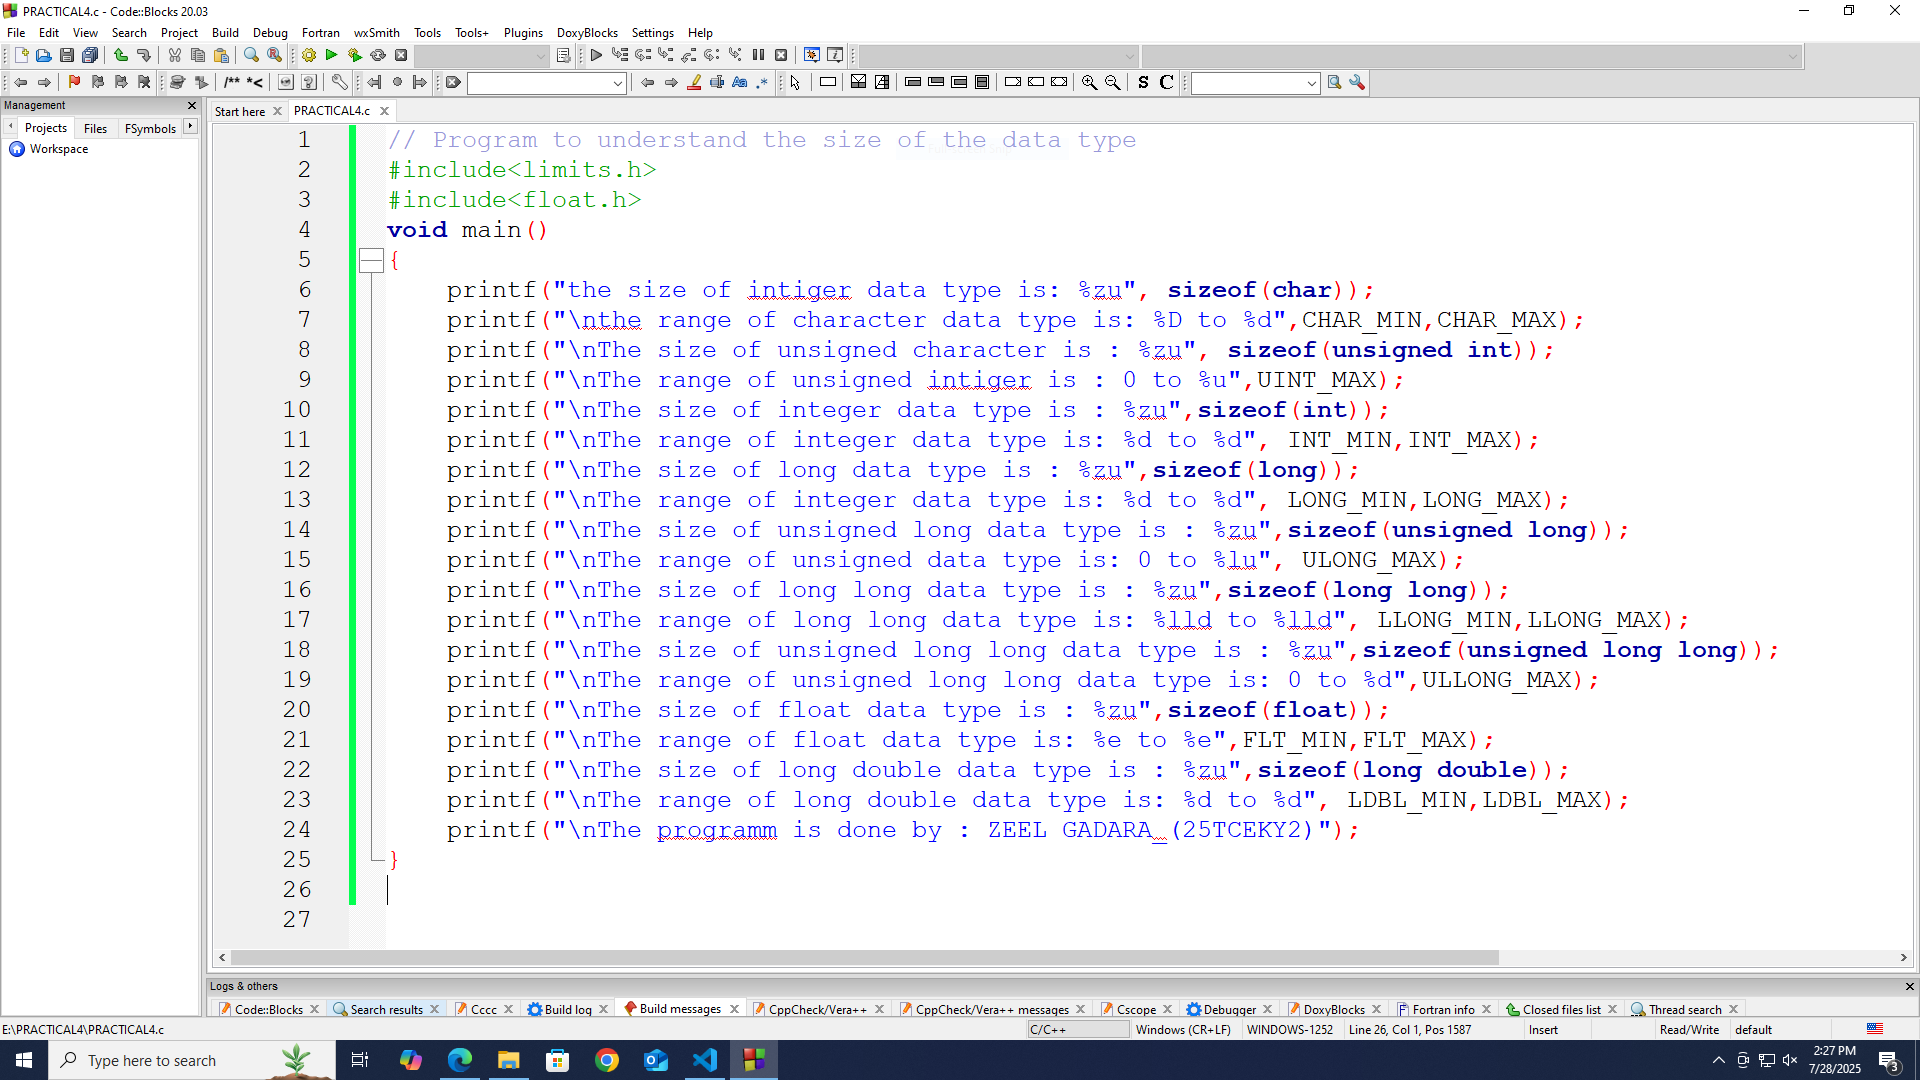 PRACTICAL4.c - Code::Blocks 20.03
File Edit View Search Project Build Debug Fortran wxSmith Tools Tools+ Plugins DoxyBlocks Settings Help
/** *< S C
Management
Projects Files FSymbols
Workspace
Start here PRACTICAL4.c
1 // Program to understand the size of the data type
2 #include<limits.h>
3 #include<float.h>
4 void main()
5 {
6 printf("the size of intiger data type is: %zu", sizeof(char));
7 printf("\nthe range of character data type is: %D to %d",CHAR_MIN,CHAR_MAX);
8 printf("\nThe size of unsigned character is : %zu", sizeof(unsigned int));
9 printf("\nThe range of unsigned intiger is : 0 to %u",UINT_MAX);
10 printf("\nThe size of integer data type is : %zu",sizeof(int));
11 printf("\nThe range of integer data type is: %d to %d", INT_MIN,INT_MAX);
12 printf("\nThe size of long data type is : %zu",sizeof(long));
13 printf("\nThe range of integer data type is: %d to %d", LONG_MIN,LONG_MAX);
14 printf("\nThe size of unsigned long data type is : %zu",sizeof(unsigned long));
15 printf("\nThe range of unsigned data type is: 0 to %lu", ULONG_MAX);
16 printf("\nThe size of long long data type is : %zu",sizeof(long long));
17 printf("\nThe range of long long data type is: %lld to %lld", LLONG_MIN,LLONG_MAX);
18 printf("\nThe size of unsigned long long data type is : %zu",sizeof(unsigned long long));
19 printf("\nThe range of unsigned long long data type is: 0 to %d",ULLONG_MAX);
20 printf("\nThe size of float data type is : %zu",sizeof(float));
21 printf("\nThe range of float data type is: %e to %e",FLT_MIN,FLT_MAX);
22 printf("\nThe size of long double data type is : %zu",sizeof(long double));
23 printf("\nThe range of long double data type is: %d to %d", LDBL_MIN,LDBL_MAX);
24 printf("\nThe programm is done by : ZEEL GADARA_(25TCEKY2)");
25 }
26
27
Logs & others
Code::Blocks Search results Cccc Build log Build messages CppCheck/Vera++ CppCheck/Vera++ messages Cscope Debugger DoxyBlocks Fortran info Closed files list Thread search
E:\PRACTICAL4\PRACTICAL4.c C/C++ Windows (CR+LF) WINDOWS-1252 Line 26, Col 1, Pos 1587 Insert Read/Write default
Type here to search
2:27 PM
7/28/2025
3